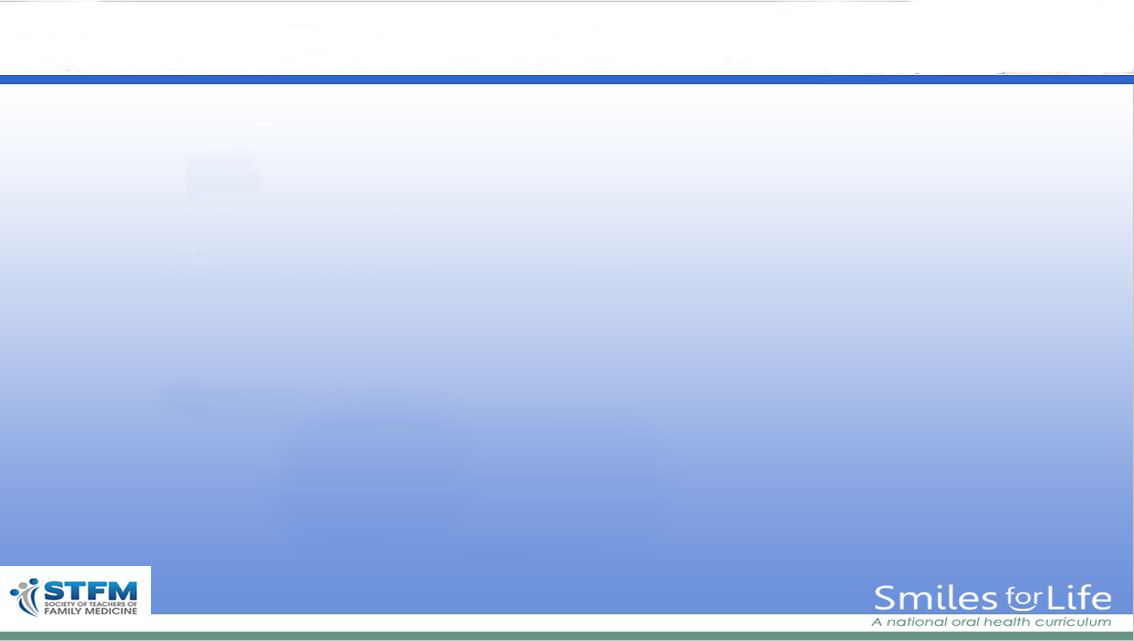 STFM
SOCIETY OF TEACHERS OF
FAMILY MEDICINE
Smiles for Life
A national oral health curriculum